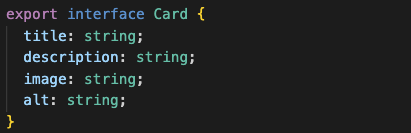 export interface Card {
  title: string;
  description: string;
  image: string;
  alt: string;
}